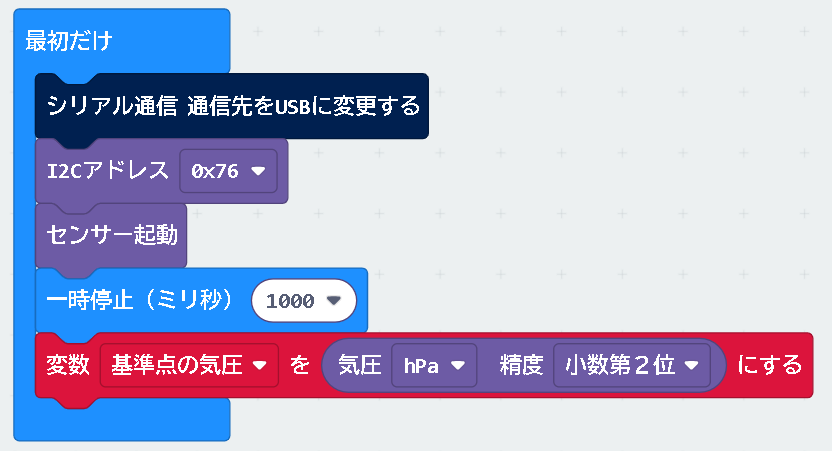 最初だけ
シリアル通信 通信先をUSBに変更する
I2Cアドレス 0x76
センサー起動
一時停止（ミリ秒） 1000
変数 基準点の気圧 を 気圧 hPa 精度 小数第２位 にする